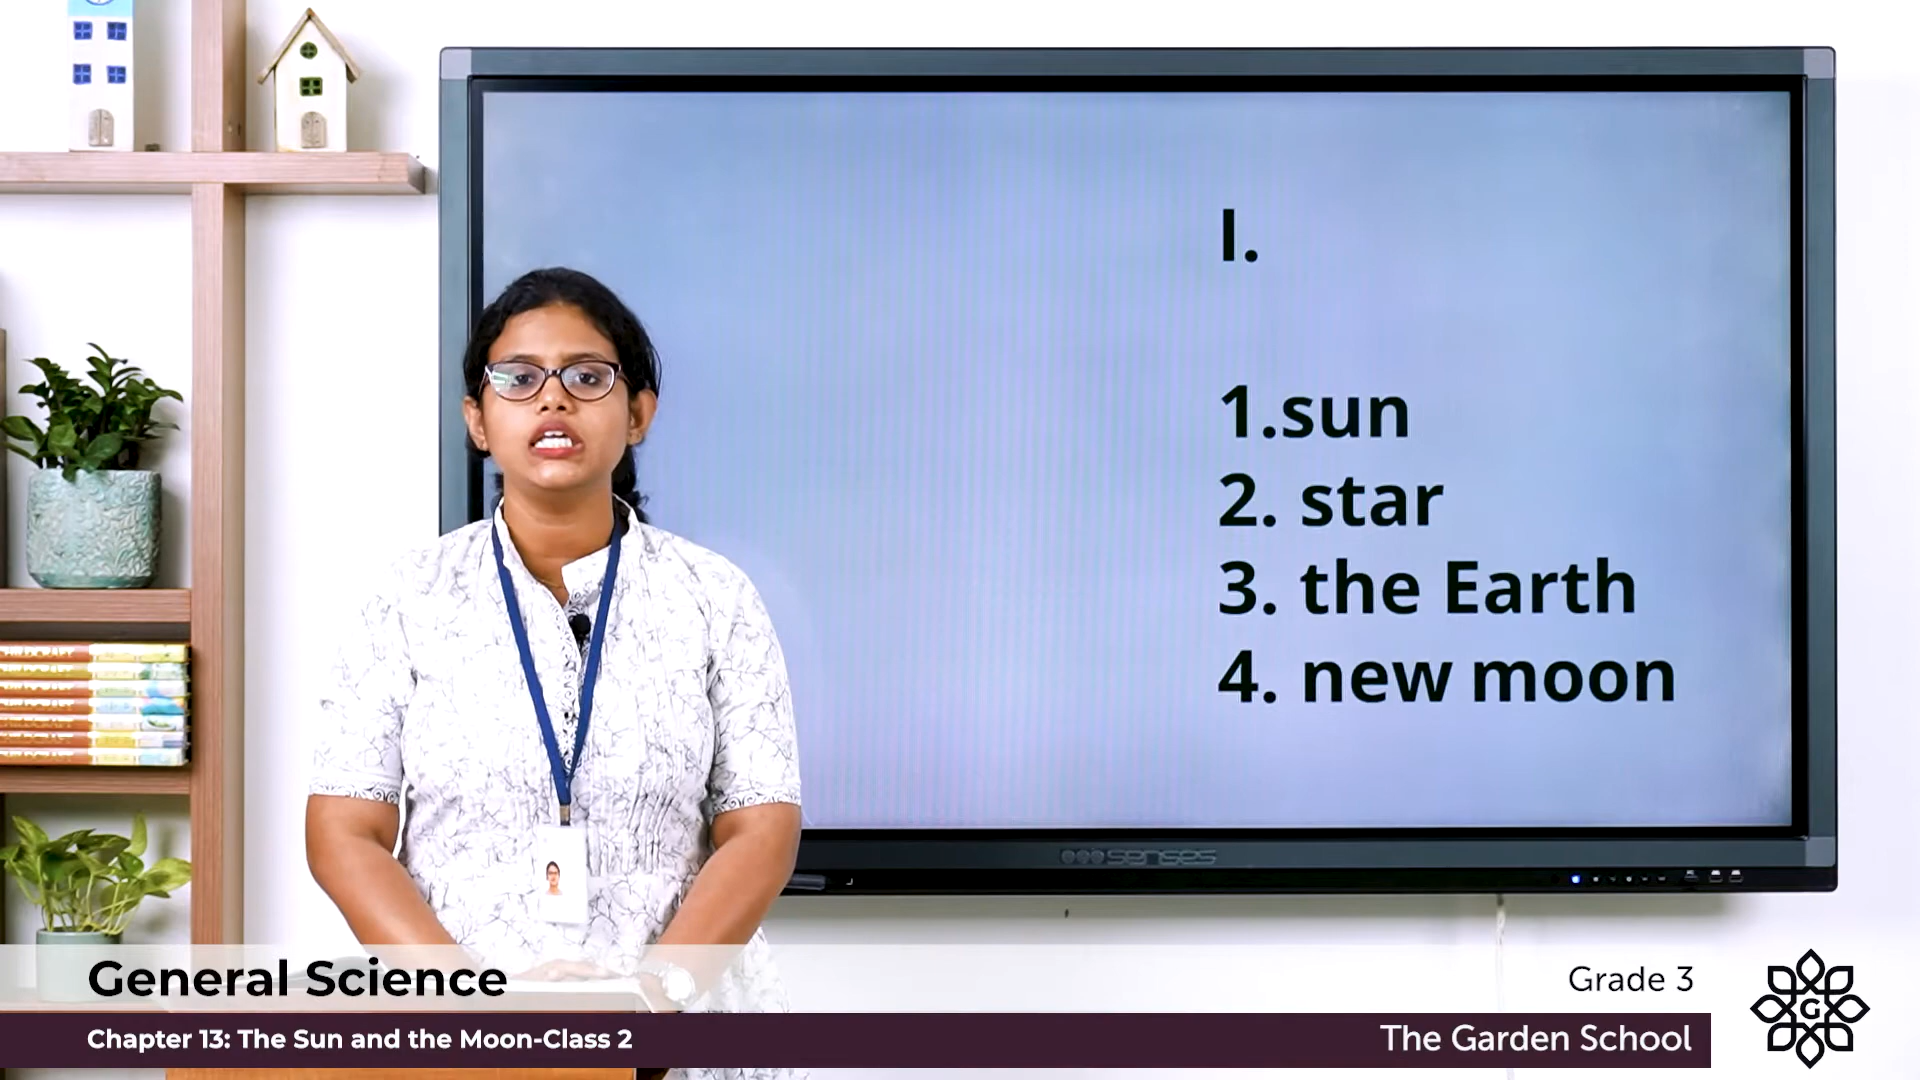 I.
1.sun
2. star
3. the Earth
4. new moon
senses
General Science
Grade 3
Chapter 13: The Sun and the Moon-Class 2
The Garden School
G